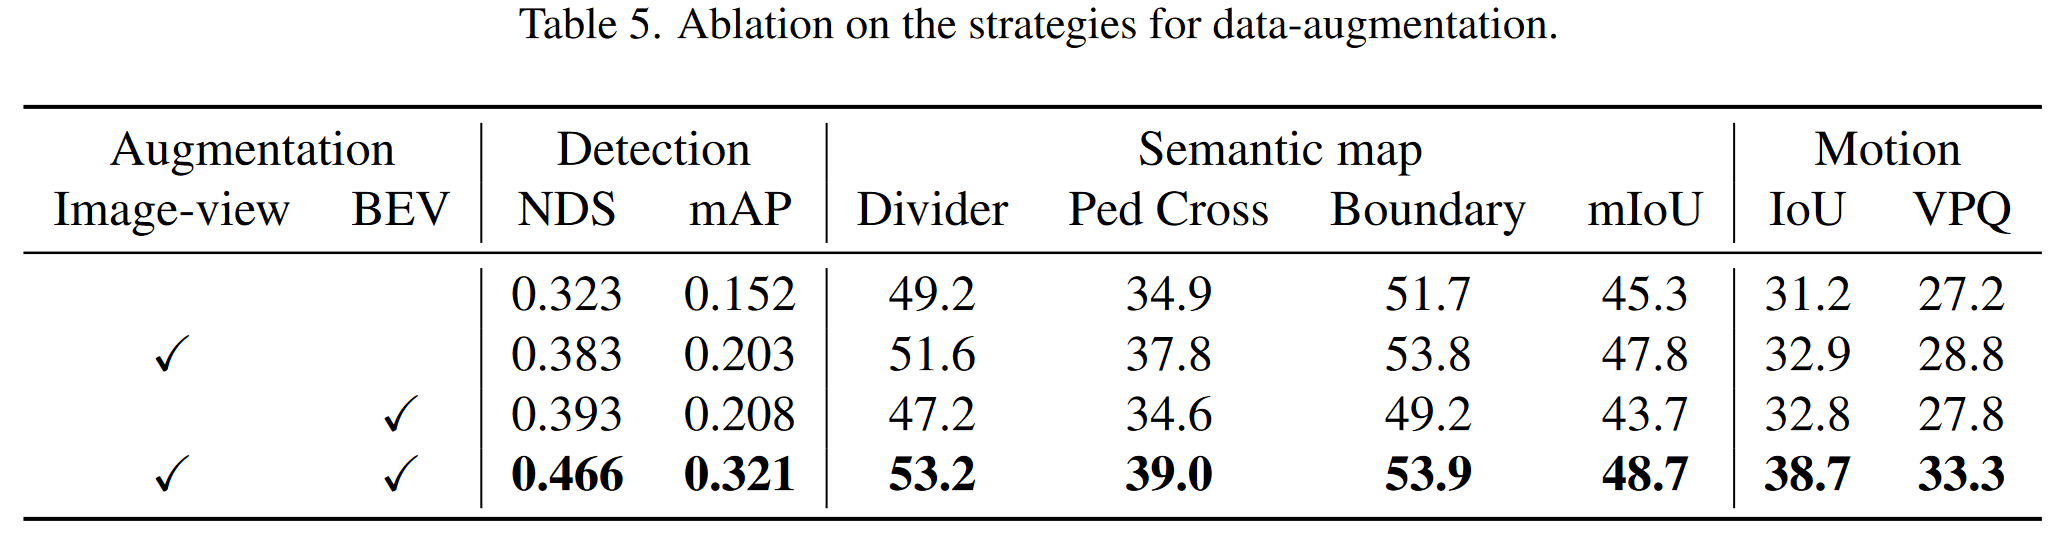 Table 5. Ablation on the strategies for data-augmentation.
Augmentation Detection Semantic map Motion
Image-view BEV NDS mAP Divider Ped Cross Boundary mIoU IoU VPQ
0.323 0.152 49.2 34.9 51.7 45.3 31.2 27.2
✓ 0.383 0.203 51.6 37.8 53.8 47.8 32.9 28.8
✓ 0.393 0.208 47.2 34.6 49.2 43.7 32.8 27.8
✓ ✓ 0.466 0.321 53.2 39.0 53.9 48.7 38.7 33.3